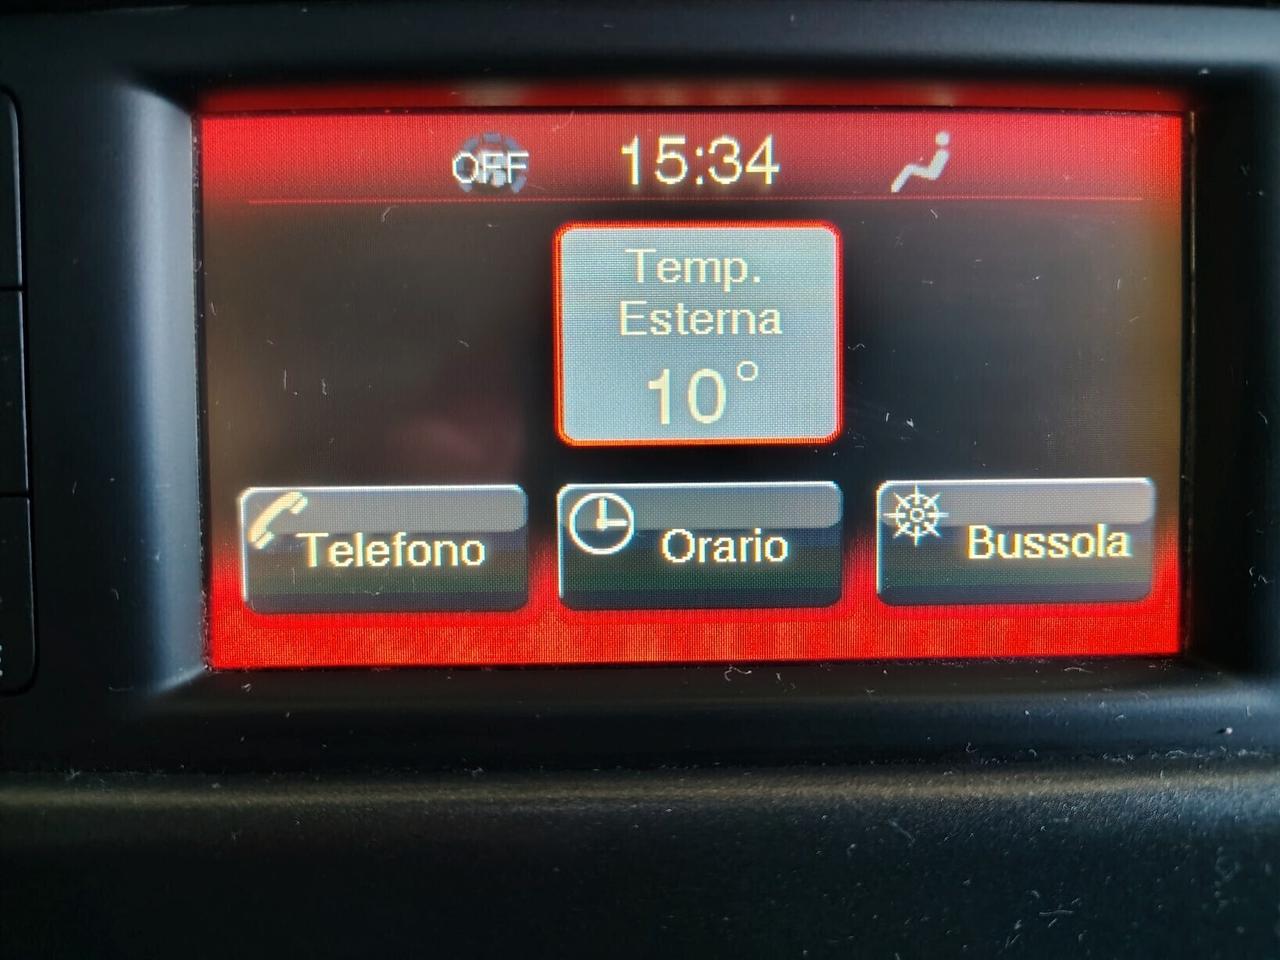 OFF 15:34
Temp.
Esterna
10°
Telefono Orario Bussola